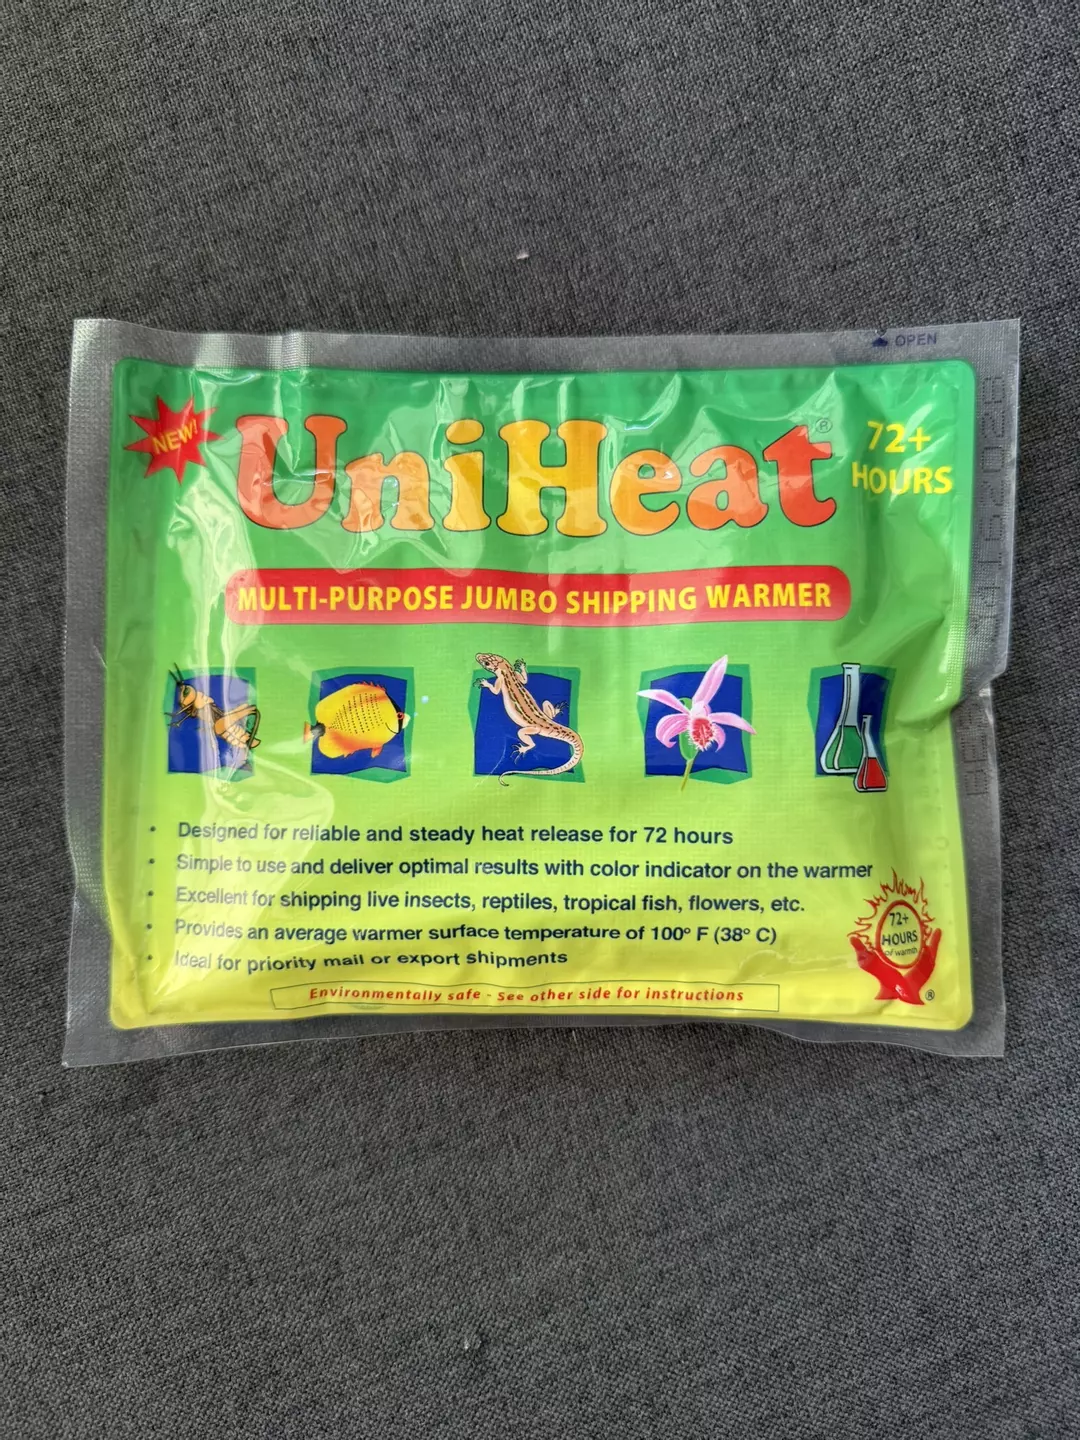 OPEN
NEW!
UniHeat®
72+
HOURS
MULTI-PURPOSE JUMBO SHIPPING WARMER
• Designed for reliable and steady heat release for 72 hours
• Simple to use and deliver optimal results with color indicator on the warmer
• Excellent for shipping live insects, reptiles, tropical fish, flowers, etc.
• Provides an average warmer surface temperature of 100° F (38° C)
• Ideal for priority mail or export shipments
72+
HOURS
of warmth
®
Environmentally safe - See other side for instructions